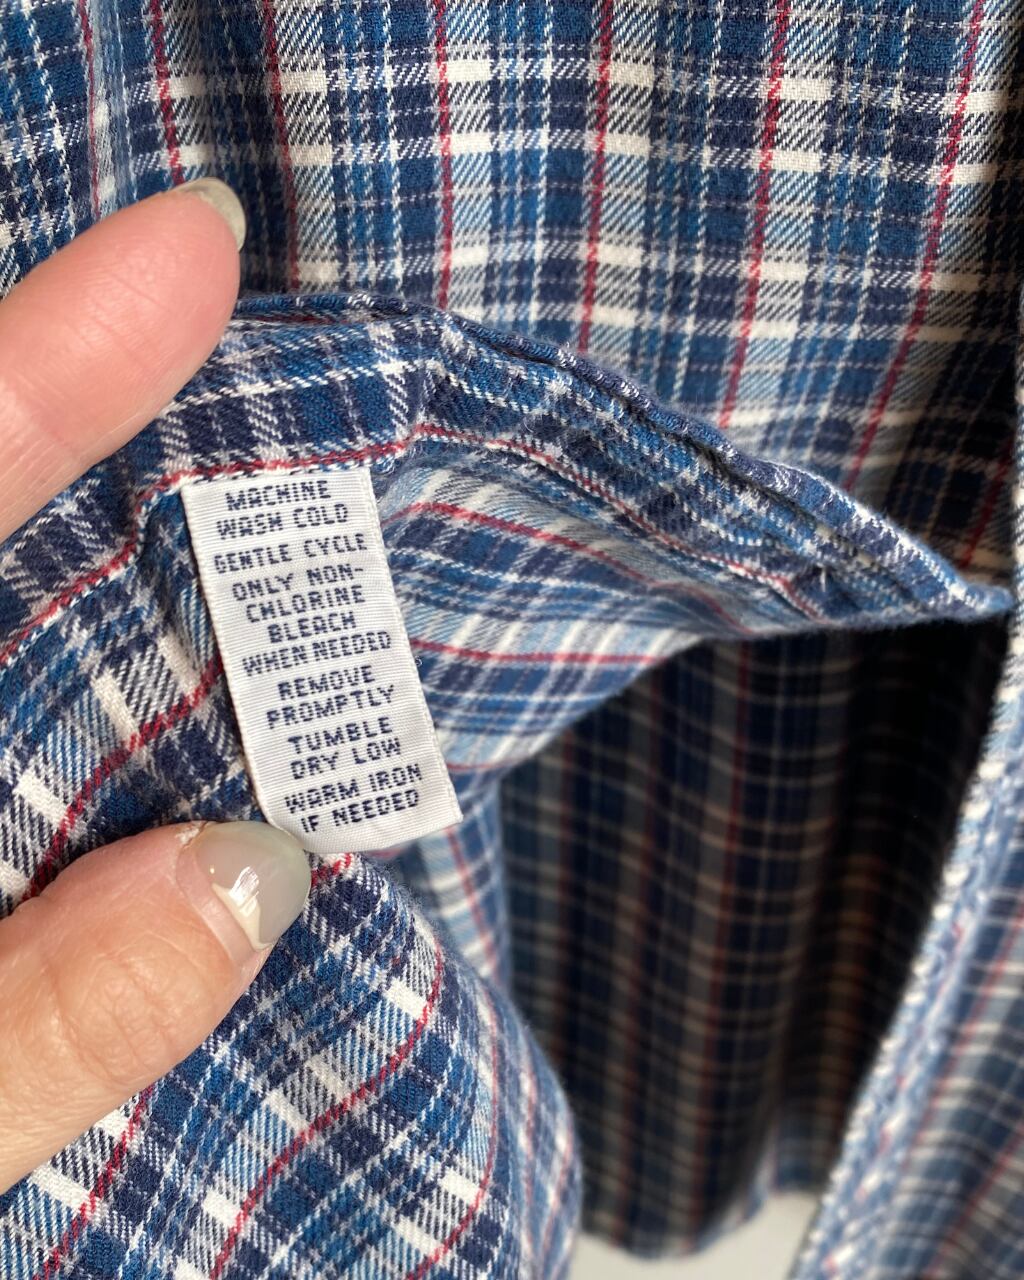 MACHINE
WASH COLD
GENTLE CYCLE
ONLY NON-
CHLORINE
BLEACH
WHEN NEEDED
REMOVE
PROMPTLY
TUMBLE
DRY LOW
WARM IRON
IF NEEDED